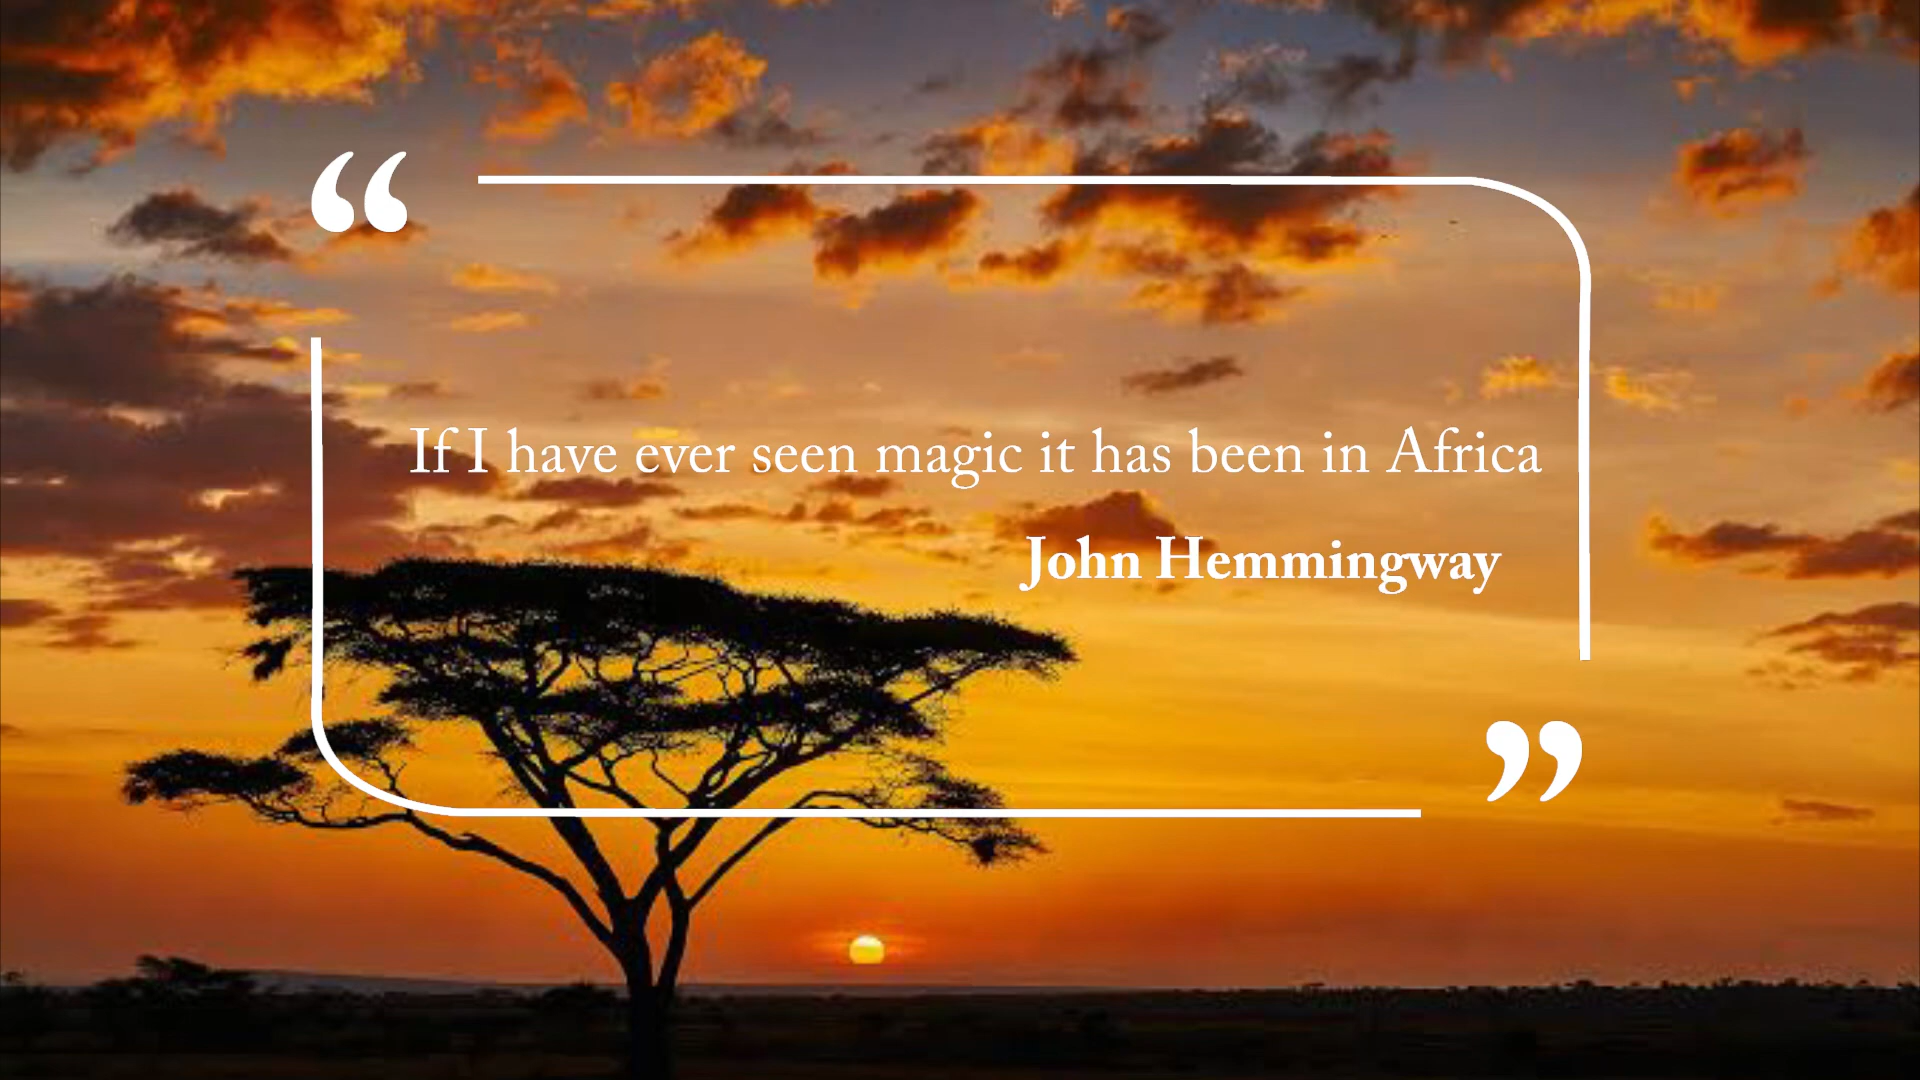 “
If I have ever seen magic it has been in Africa
John Hemmingway
”